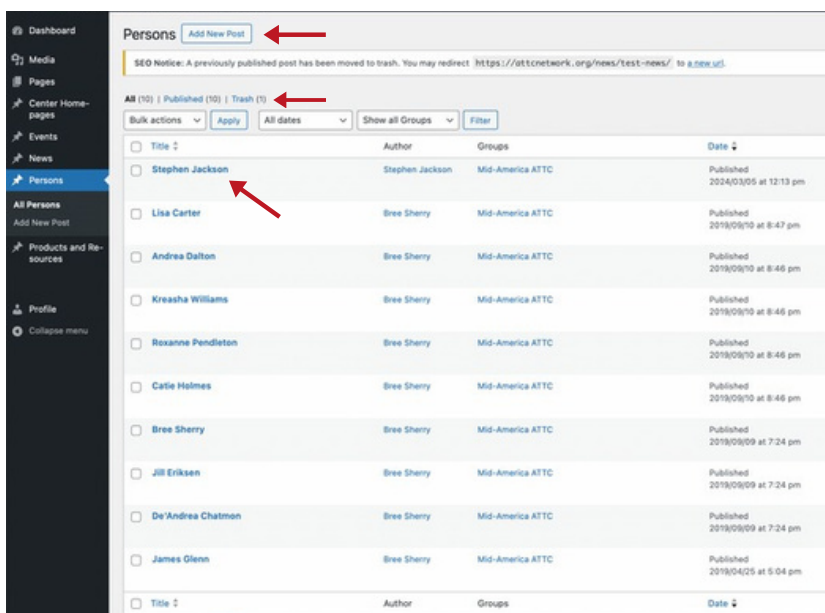 Dashboard
Media
Pages
Center Home-
pages
Events
News
Persons
All Persons
Add New Post
Products and Re-
sources
Profile
Collapse menu
Persons Add New Post
SEO Notice: A previously published post has been moved to trash. You may redirect https://attcnetwork.org/news/test-news/ to a new url.
All (10) | Published (10) | Trash (1)
Bulk actions Apply All dates Show all Groups Filter
Title Author Groups Date
Stephen Jackson Stephen Jackson Mid-America ATTC Published
2024/03/05 at 12:13 pm
Lisa Carter Bree Sherry Mid-America ATTC Published
2019/09/10 at 8:47 pm
Andrea Dalton Bree Sherry Mid-America ATTC Published
2019/09/10 at 8:46 pm
Kreasha Williams Bree Sherry Mid-America ATTC Published
2019/09/10 at 8:46 pm
Roxanne Pendleton Bree Sherry Mid-America ATTC Published
2019/09/10 at 8:46 pm
Catie Holmes Bree Sherry Mid-America ATTC Published
2019/09/10 at 8:46 pm
Bree Sherry Bree Sherry Mid-America ATTC Published
2019/09/09 at 7:24 pm
Jill Eriksen Bree Sherry Mid-America ATTC Published
2019/09/09 at 7:24 pm
De'Andrea Chatmon Bree Sherry Mid-America ATTC Published
2019/09/09 at 7:24 pm
James Glenn Bree Sherry Mid-America ATTC Published
2019/04/25 at 5:04 pm
Title Author Groups Date